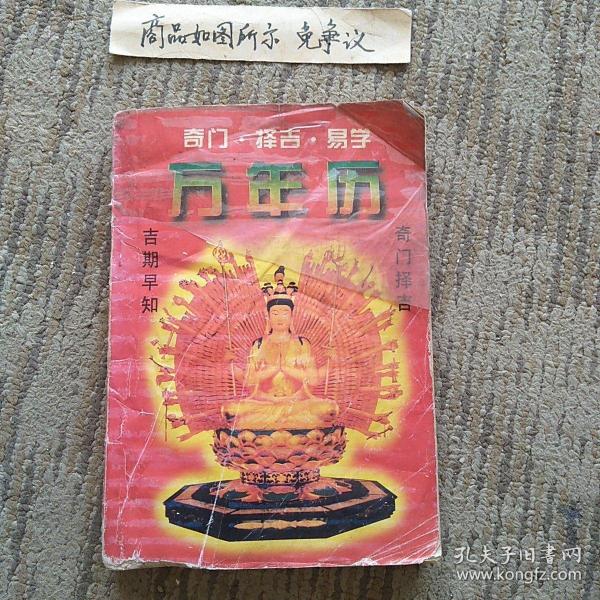 商品如图所示 免争议
奇门·择吉·易学
万年历
吉期早知
奇门择吉
孔夫子旧书网
www.kongfz.com